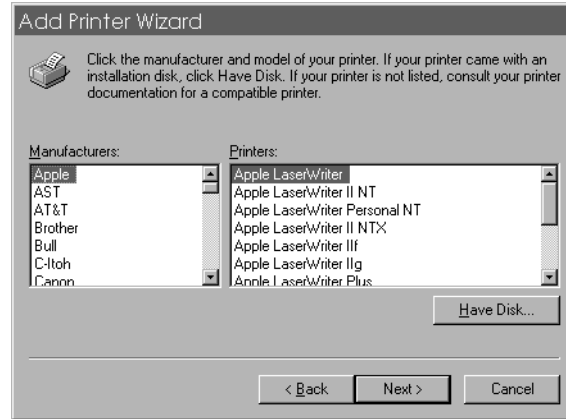 Add Printer Wizard
Click the manufacturer and model of your printer. If your printer came with an
installation disk, click Have Disk. If your printer is not listed, consult your printer
documentation for a compatible printer.
Manufacturers:
Apple
AST
AT&T
Brother
Bull
C-Itoh
Canon
Printers:
Apple LaserWriter
Apple LaserWriter II NT
Apple LaserWriter Personal NT
Apple LaserWriter II NTX
Apple LaserWriter IIf
Apple LaserWriter IIg
Apple LaserWriter Plus
Have Disk...
< Back
Next >
Cancel